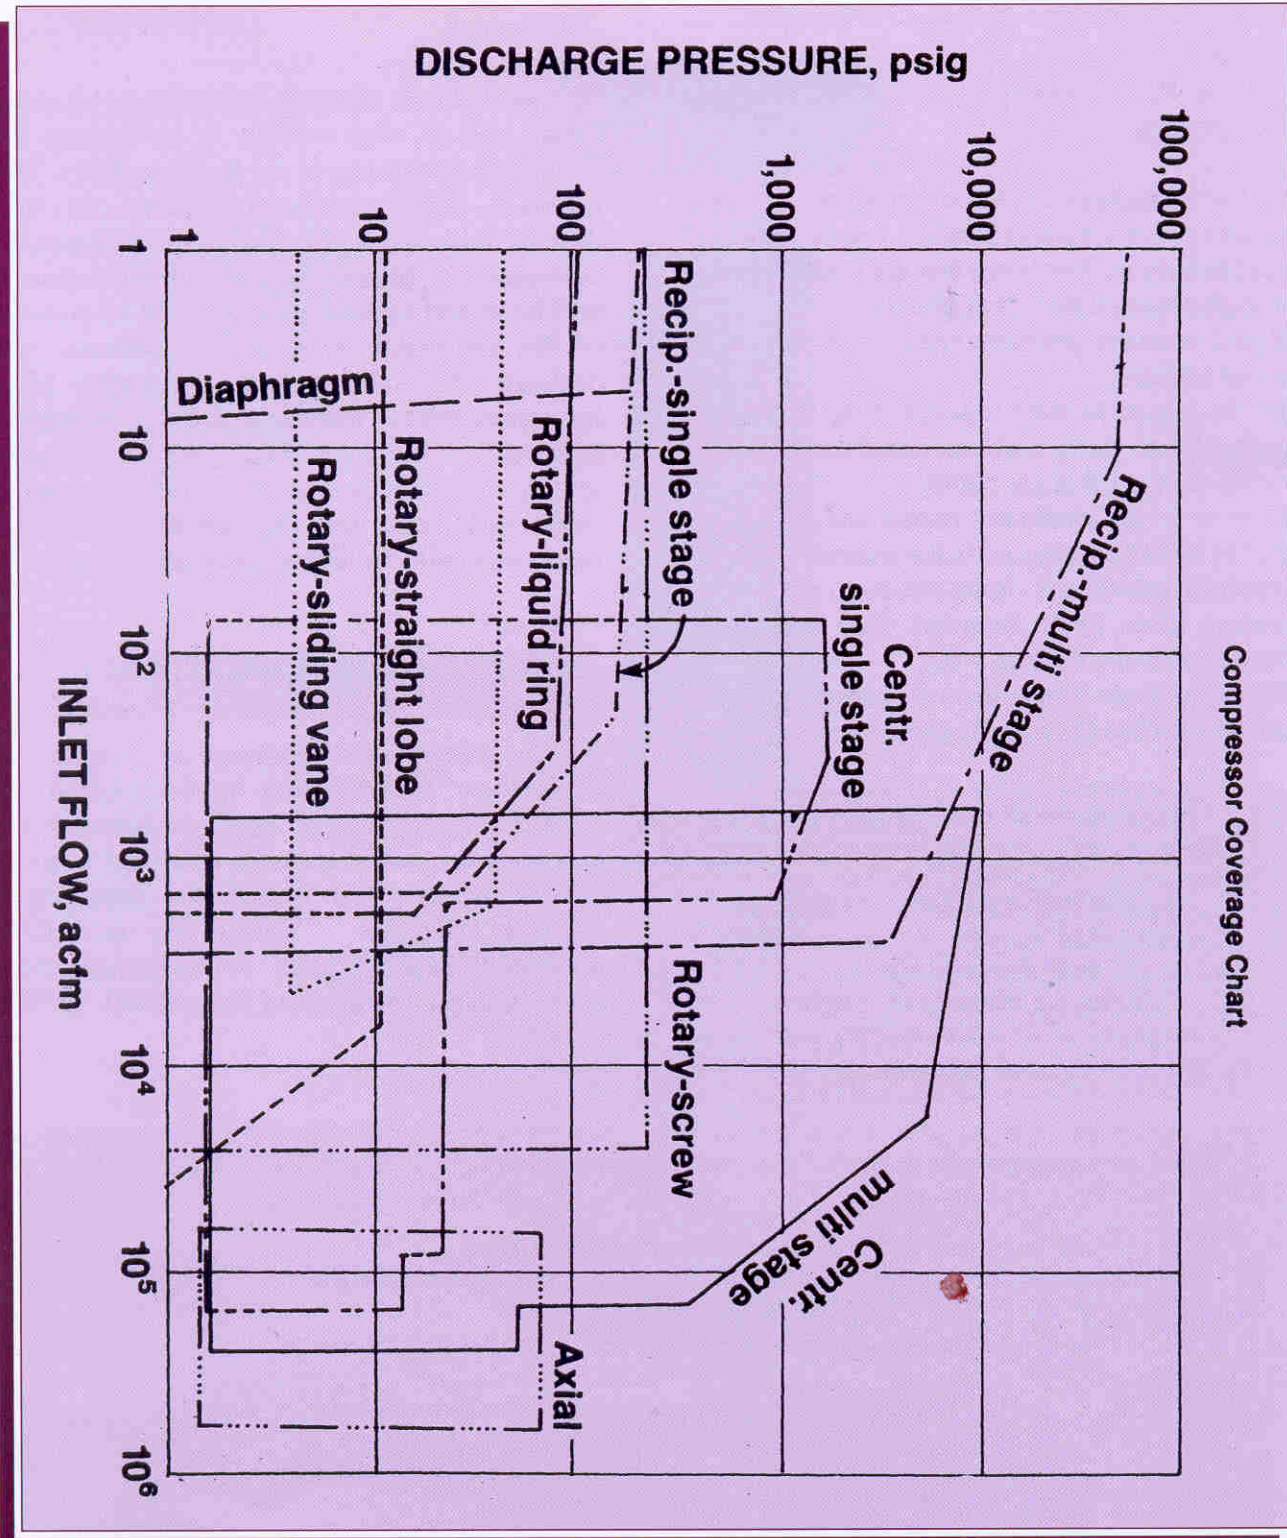 DISCHARGE PRESSURE, psig
100,000
10,000
1,000
100
10
1
1
10
10²
10³
10⁴
10⁵
10⁶
INLET FLOW, acfm
Compressor Coverage Chart
Recip.-multi stage
Centr.
single stage
Recip.-single stage
Rotary-liquid ring
Rotary-straight lobe
Rotary-sliding vane
Diaphragm
Rotary-screw
Centr.
multi stage
Axial